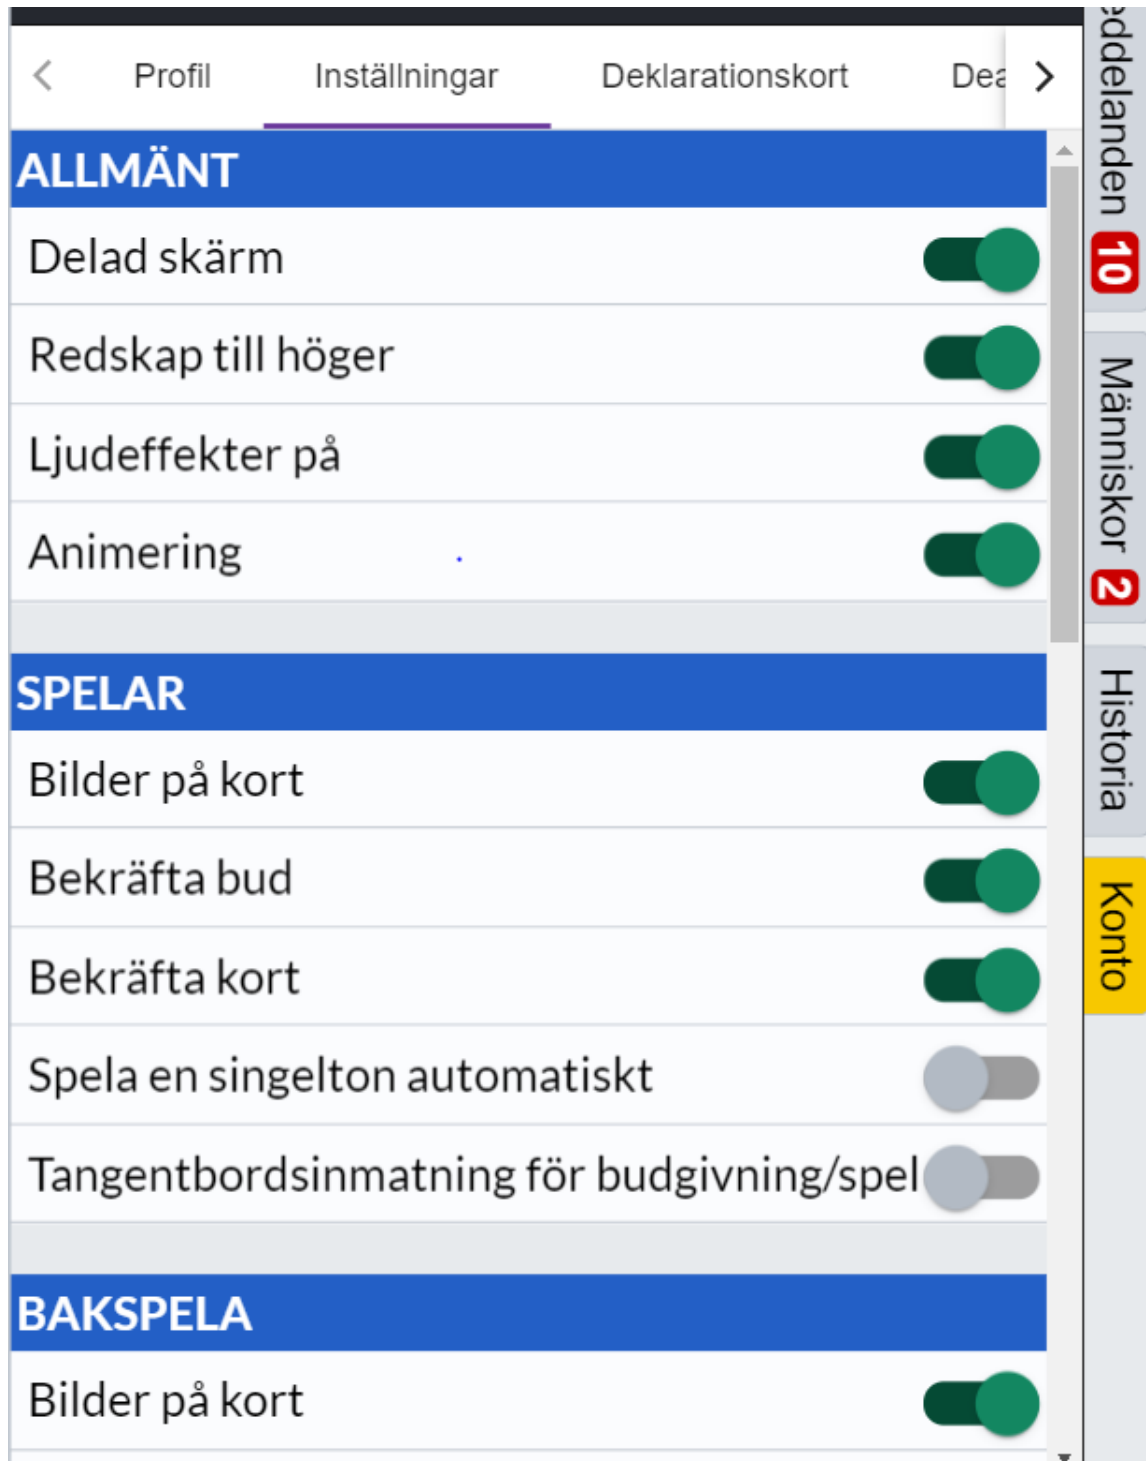 Profil Inställningar Deklarationskort
ALLMÄNT
Delad skärm
Redskap till höger
Ljudeffekter på
Animering
SPELAR
Bilder på kort
Bekräfta bud
Bekräfta kort
Spela en singelton automatiskt
Tangentbordsinmatning för budgivning/spel
BAKSPELA
Bilder på kort
eddelanden 10
Människor 2
Historia
Konto